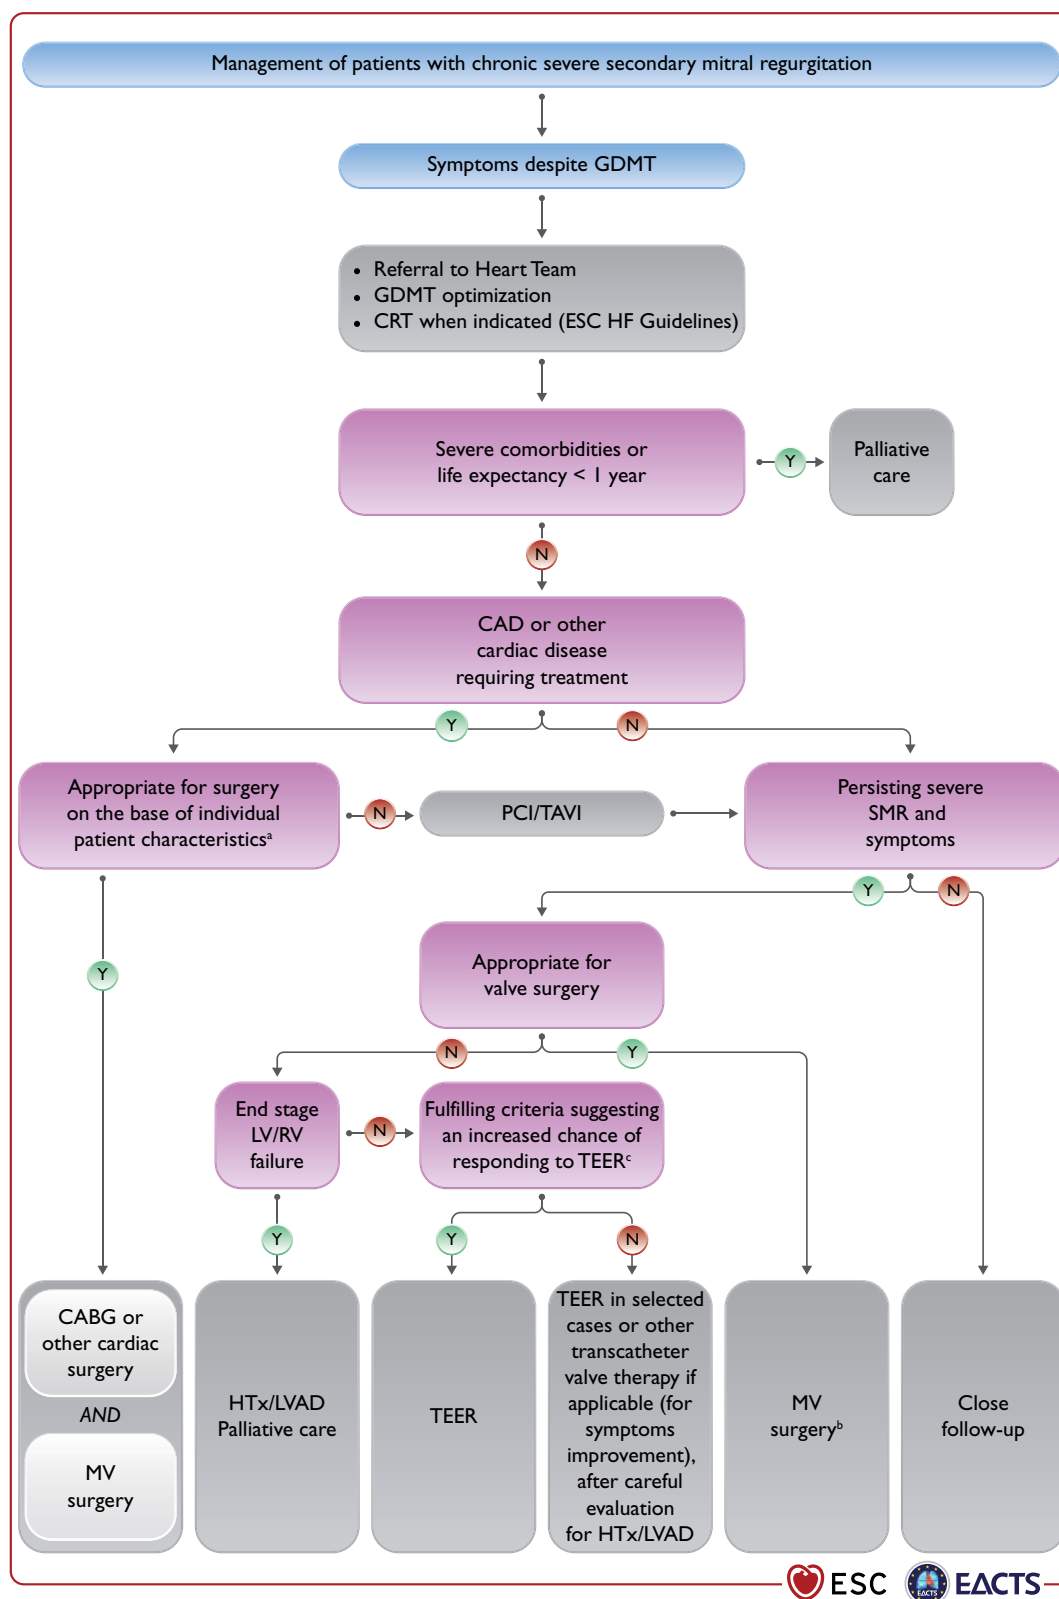 Management of patients with chronic severe secondary mitral regurgitation
Symptoms despite GDMT
• Referral to Heart Team
• GDMT optimization
• CRT when indicated (ESC HF Guidelines)
Severe comorbidities or
life expectancy < 1 year
Y
Palliative
care
N
CAD or other
cardiac disease
requiring treatment
Y
N
Appropriate for surgery
on the base of individual
patient characteristicsᵃ
N
PCI/TAVI
Persisting severe
SMR and
symptoms
Y
N
Appropriate for
valve surgery
Y
N
Y
End stage
LV/RV
failure
N
Fulfilling criteria suggesting
an increased chance of
responding to TEERᶜ
Y
Y
N
CABG or
other cardiac
surgery
AND
MV
surgery
HTx/LVAD
Palliative care
TEER
TEER in selected
cases or other
transcatheter
valve therapy if
applicable (for
symptoms
improvement),
after careful
evaluation
for HTx/LVAD
MV
surgeryᵇ
Close
follow-up
ESC
EACTS
EACTS